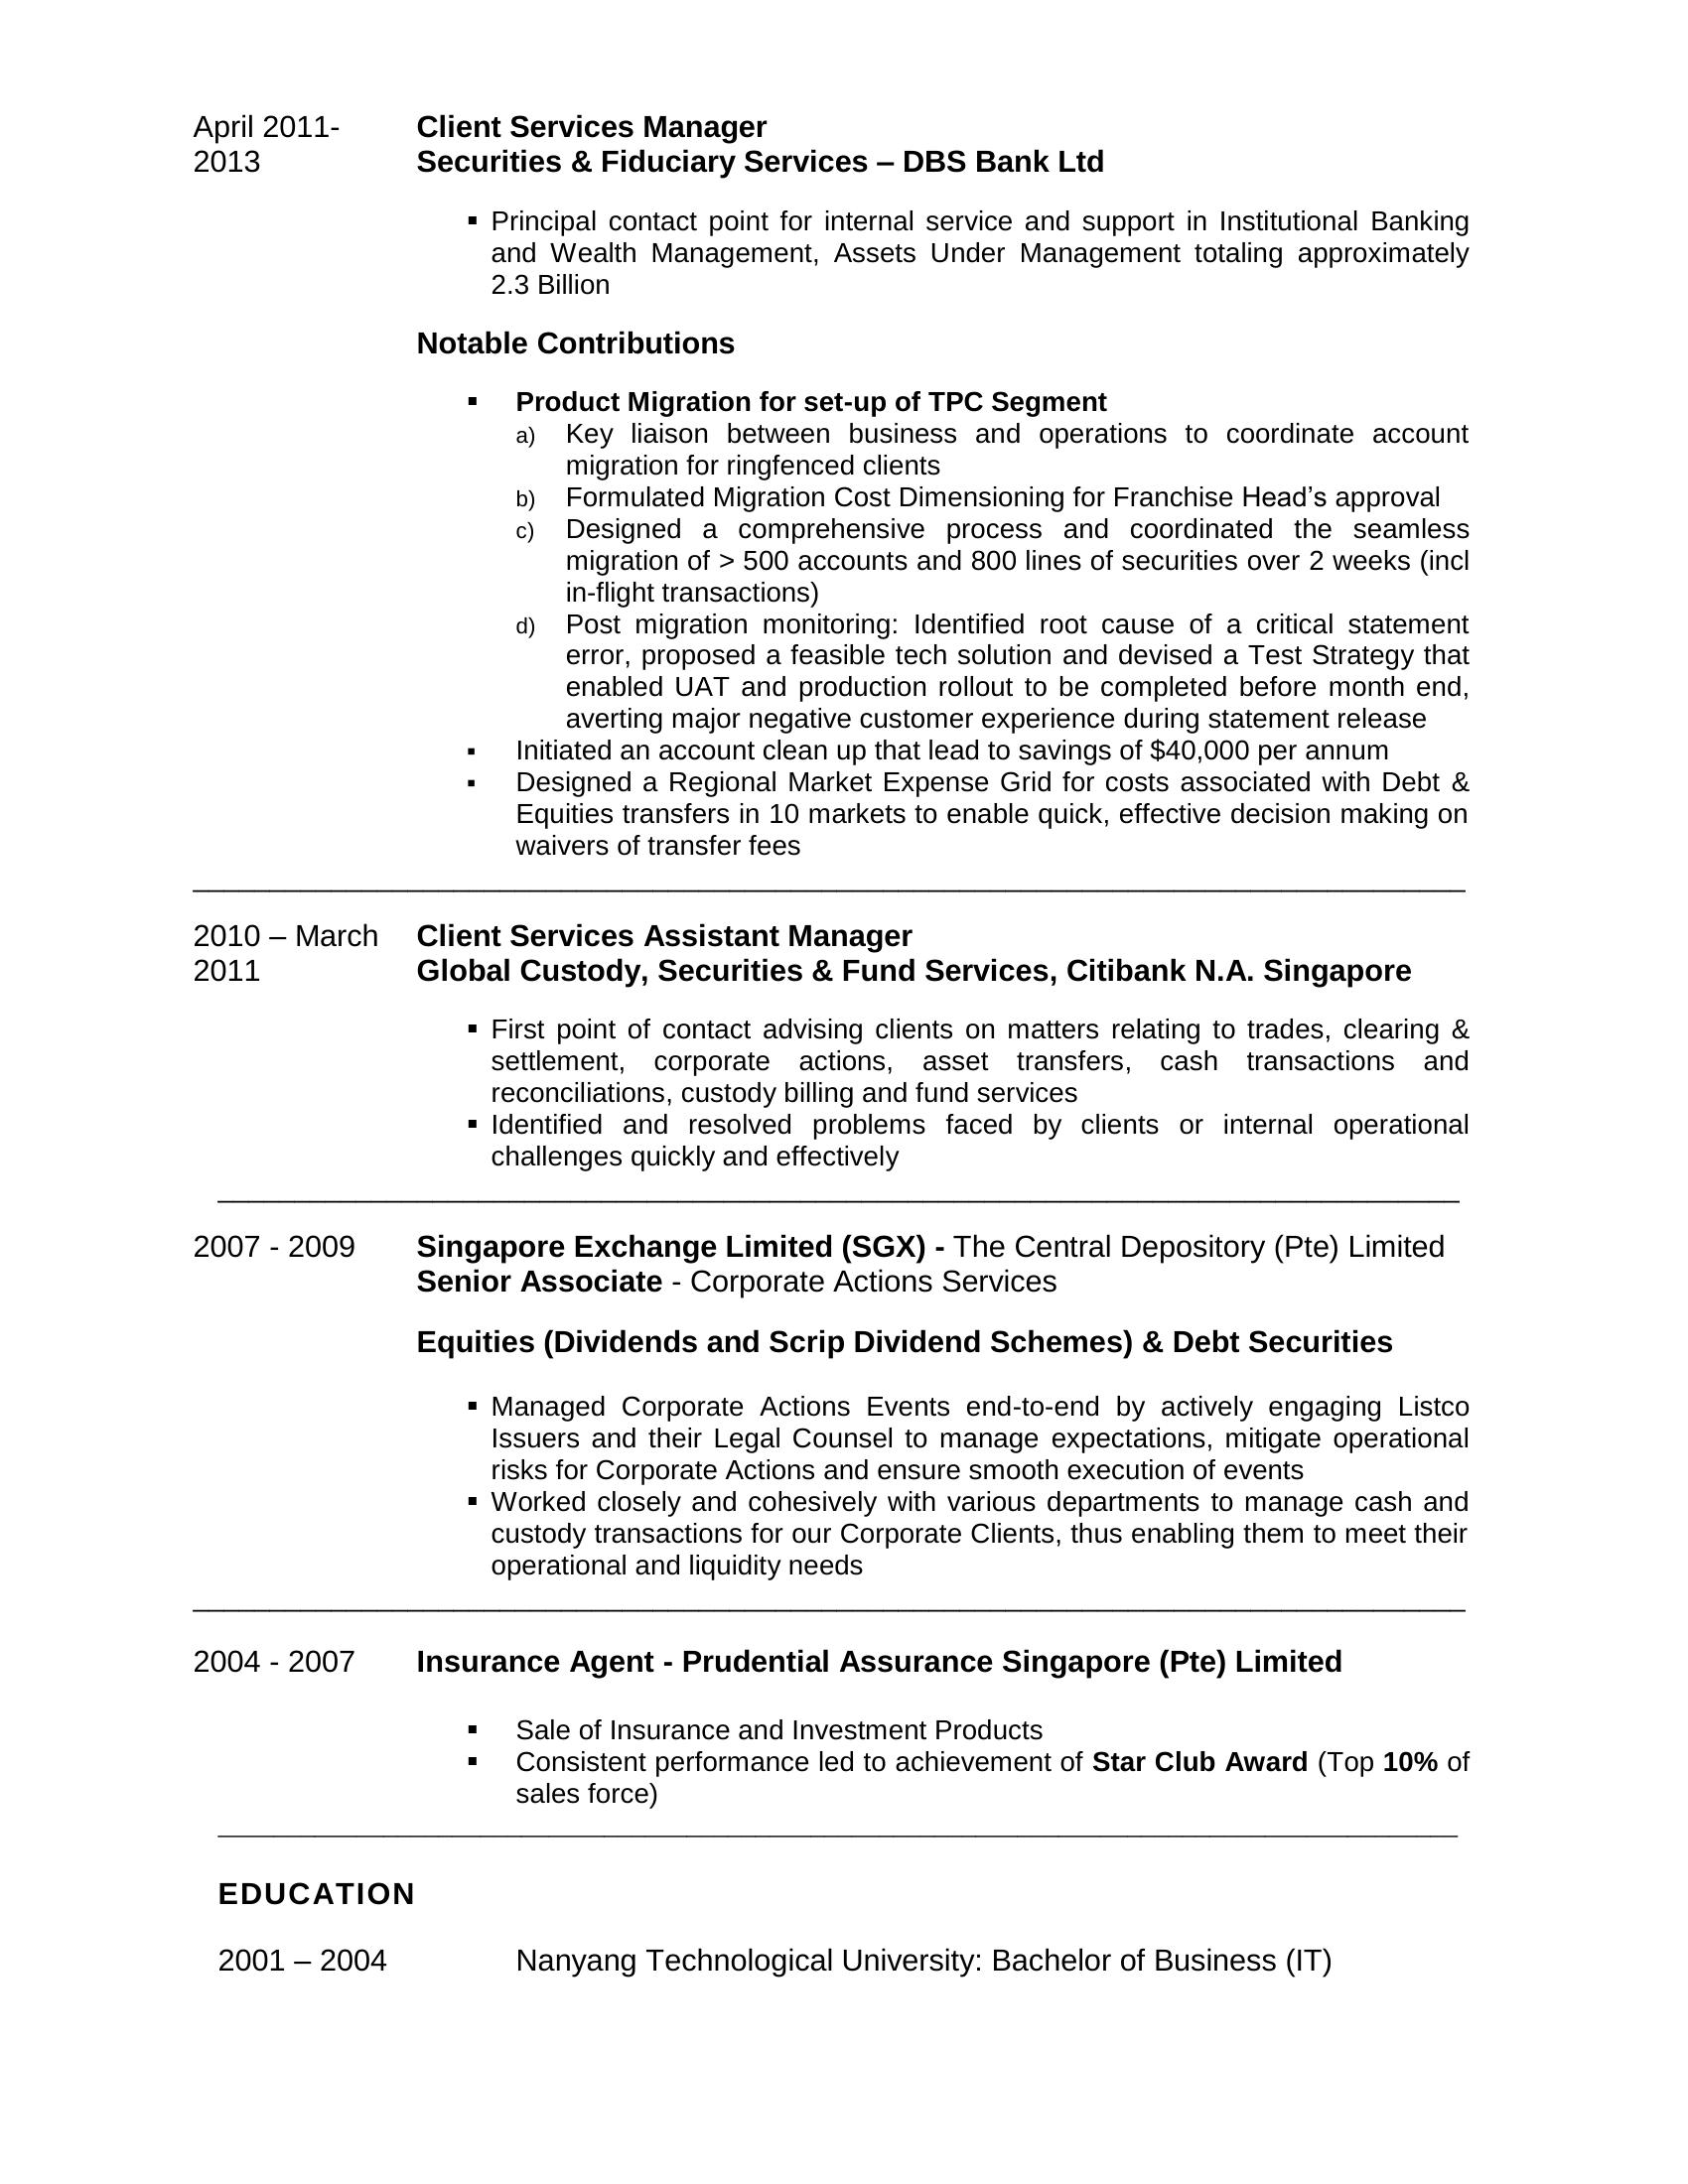 April 2011- Client Services Manager
2013 Securities & Fiduciary Services – DBS Bank Ltd
▪ Principal contact point for internal service and support in Institutional Banking
and Wealth Management, Assets Under Management totaling approximately
2.3 Billion
Notable Contributions
▪ Product Migration for set-up of TPC Segment
a) Key liaison between business and operations to coordinate account
migration for ringfenced clients
b) Formulated Migration Cost Dimensioning for Franchise Head’s approval
c) Designed a comprehensive process and coordinated the seamless
migration of > 500 accounts and 800 lines of securities over 2 weeks (incl
in-flight transactions)
d) Post migration monitoring: Identified root cause of a critical statement
error, proposed a feasible tech solution and devised a Test Strategy that
enabled UAT and production rollout to be completed before month end,
averting major negative customer experience during statement release
▪ Initiated an account clean up that lead to savings of $40,000 per annum
▪ Designed a Regional Market Expense Grid for costs associated with Debt &
Equities transfers in 10 markets to enable quick, effective decision making on
waivers of transfer fees
2010 – March Client Services Assistant Manager
2011 Global Custody, Securities & Fund Services, Citibank N.A. Singapore
▪ First point of contact advising clients on matters relating to trades, clearing &
settlement, corporate actions, asset transfers, cash transactions and
reconciliations, custody billing and fund services
▪ Identified and resolved problems faced by clients or internal operational
challenges quickly and effectively
2007 - 2009 Singapore Exchange Limited (SGX) - The Central Depository (Pte) Limited
Senior Associate - Corporate Actions Services
Equities (Dividends and Scrip Dividend Schemes) & Debt Securities
▪ Managed Corporate Actions Events end-to-end by actively engaging Listco
Issuers and their Legal Counsel to manage expectations, mitigate operational
risks for Corporate Actions and ensure smooth execution of events
▪ Worked closely and cohesively with various departments to manage cash and
custody transactions for our Corporate Clients, thus enabling them to meet their
operational and liquidity needs
2004 - 2007 Insurance Agent - Prudential Assurance Singapore (Pte) Limited
▪ Sale of Insurance and Investment Products
▪ Consistent performance led to achievement of Star Club Award (Top 10% of
sales force)
EDUCATION
2001 – 2004 Nanyang Technological University: Bachelor of Business (IT)